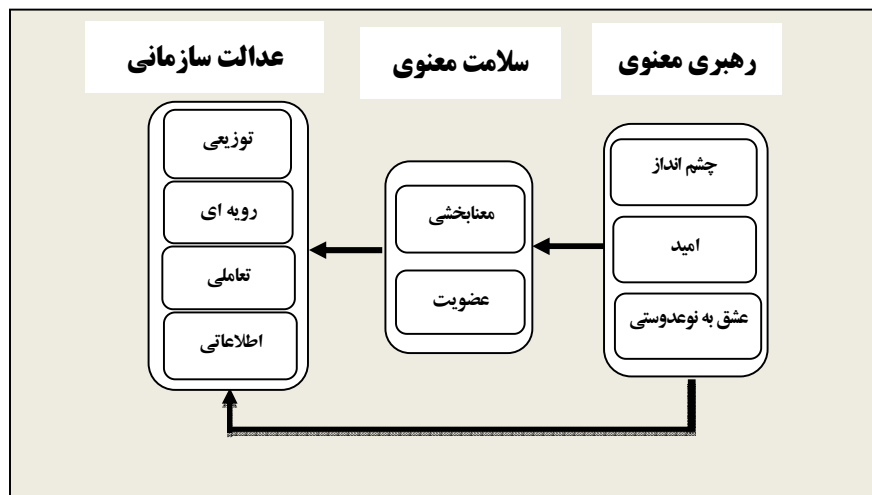 رهبری معنوی
چشم انداز
امید
عشق به نوعدوستی
سلامت معنوی
معنابخشی
عضویت
عدالت سازمانی
توزیعی
رویه ای
تعاملی
اطلاعاتی